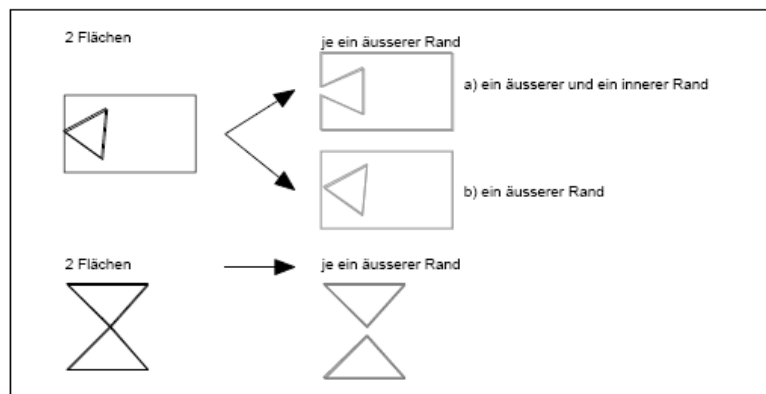 2 Flächen
je ein äusserer Rand
a) ein äusserer und ein innerer Rand
b) ein äusserer Rand
2 Flächen
je ein äusserer Rand